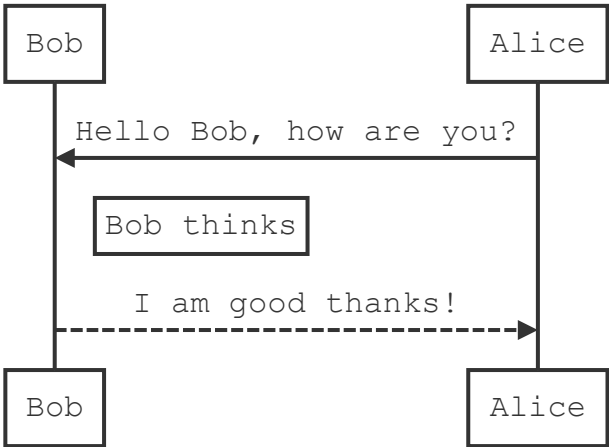 Bob
Alice
Hello Bob, how are you?
Bob thinks
I am good thanks!
Bob
Alice